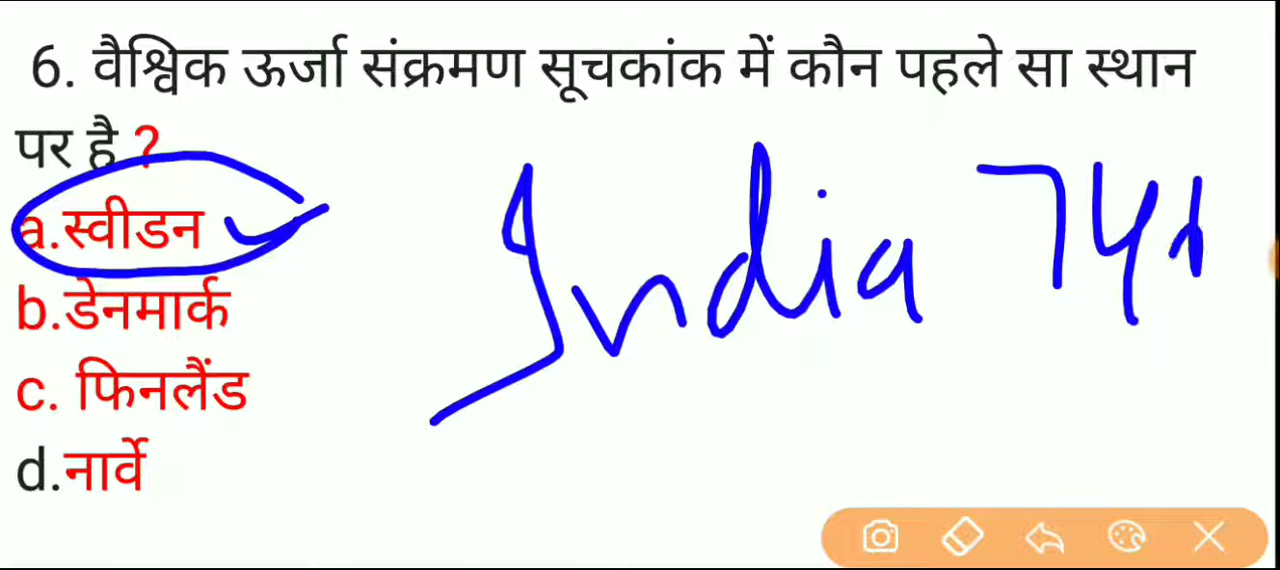 6. वैश्विक ऊर्जा संक्रमण सूचकांक में कौन पहले सा स्थान
पर है ?
a.स्वीडन
India 74
b.डेनमार्क
c. फिनलैंड
d.नार्वे